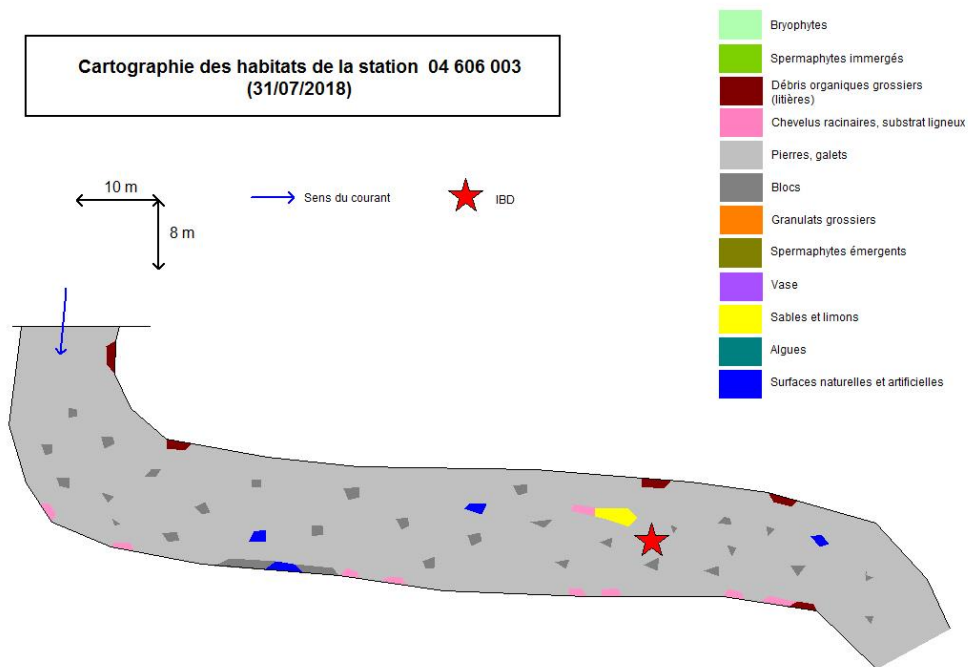 Cartographie des habitats de la station 04 606 003
(31/07/2018)
10 m
8 m
Sens du courant
IBD
Bryophytes
Spermaphytes immergés
Débris organiques grossiers
(litières)
Chevelus racinaires, substrat ligneux
Pierres, galets
Blocs
Granulats grossiers
Spermaphytes émergents
Vase
Sables et limons
Algues
Surfaces naturelles et artificielles